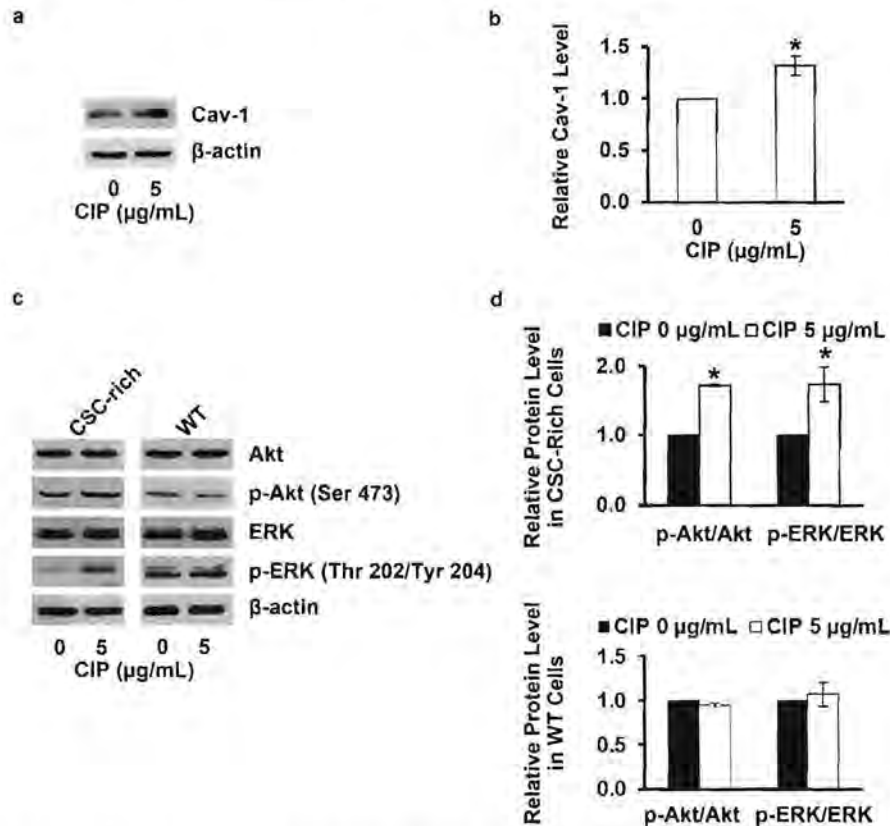 a
Cav-1
β-actin
0 5
CIP (µg/mL)
b
Relative Cav-1 Level
1.5
1.0
0.5
0.0
*
0 5
CIP (µg/mL)
c
CSC-rich WT
Akt
p-Akt (Ser 473)
ERK
p-ERK (Thr 202/Tyr 204)
β-actin
0 5 0 5
CIP (µg/mL)
d
CIP 0 µg/mL CIP 5 µg/mL
Relative Protein Level
in CSC-Rich Cells
2.0
1.0
0.0
* *
p-Akt/Akt p-ERK/ERK
CIP 0 µg/mL CIP 5 µg/mL
Relative Protein Level
in WT Cells
1.5
1.0
0.5
0.0
p-Akt/Akt p-ERK/ERK